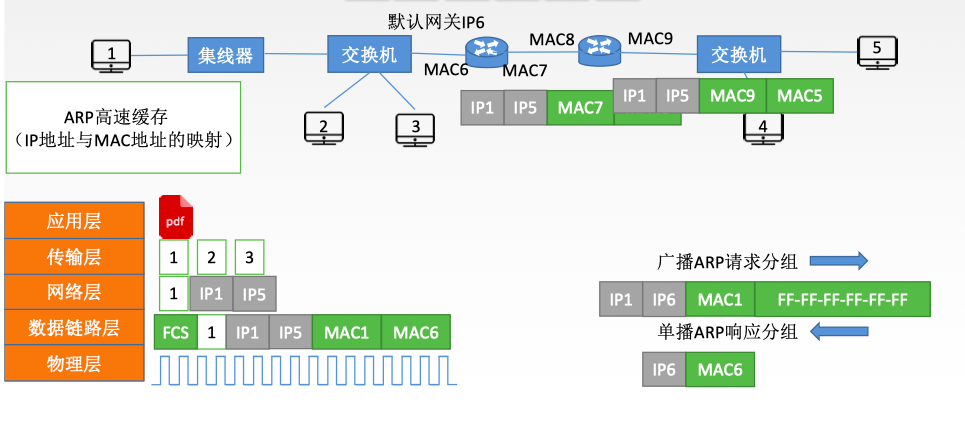 默认网关IP6
1
集线器
交换机
MAC6
MAC7
MAC8
MAC9
交换机
5
ARP高速缓存
（IP地址与MAC地址的映射）
2
3
IP1 IP5 MAC7
IP1 IP5 MAC9 MAC5
4
应用层
pdf
传输层
1 2 3
网络层
1 IP1 IP5
数据链路层
FCS 1 IP1 IP5 MAC1 MAC6
物理层
广播ARP请求分组
IP1 IP6 MAC1 FF-FF-FF-FF-FF-FF
单播ARP响应分组
IP6 MAC6